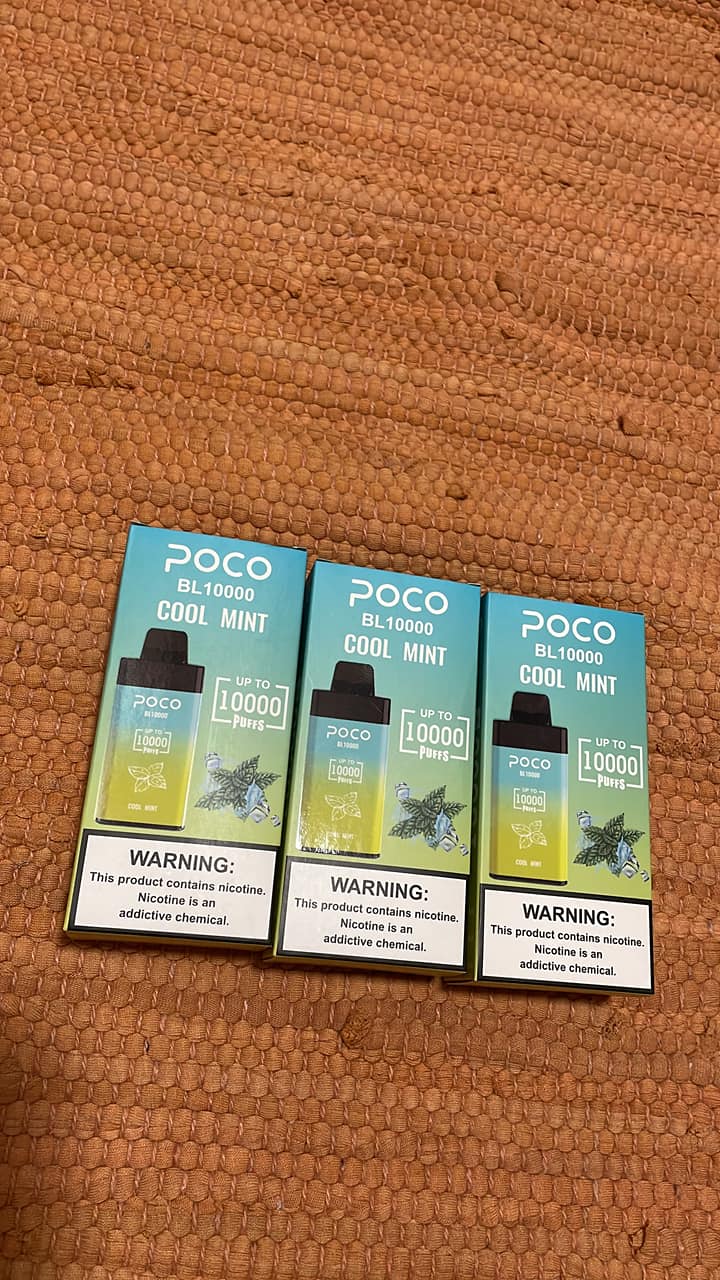 POCO
BL10000
COOL MINT
POCO
BL10000
UP TO
10000
PUFFS
COOL MINT
UP TO
10000
PUFFS
WARNING:
This product contains nicotine.
Nicotine is an
addictive chemical.
POCO
BL10000
COOL MINT
POCO
BL10000
UP TO
10000
PUFFS
COOL MINT
UP TO
10000
PUFFS
WARNING:
This product contains nicotine.
Nicotine is an
addictive chemical.
POCO
BL10000
COOL MINT
POCO
BL10000
UP TO
10000
PUFFS
COOL MINT
UP TO
10000
PUFFS
WARNING:
This product contains nicotine.
Nicotine is an
addictive chemical.